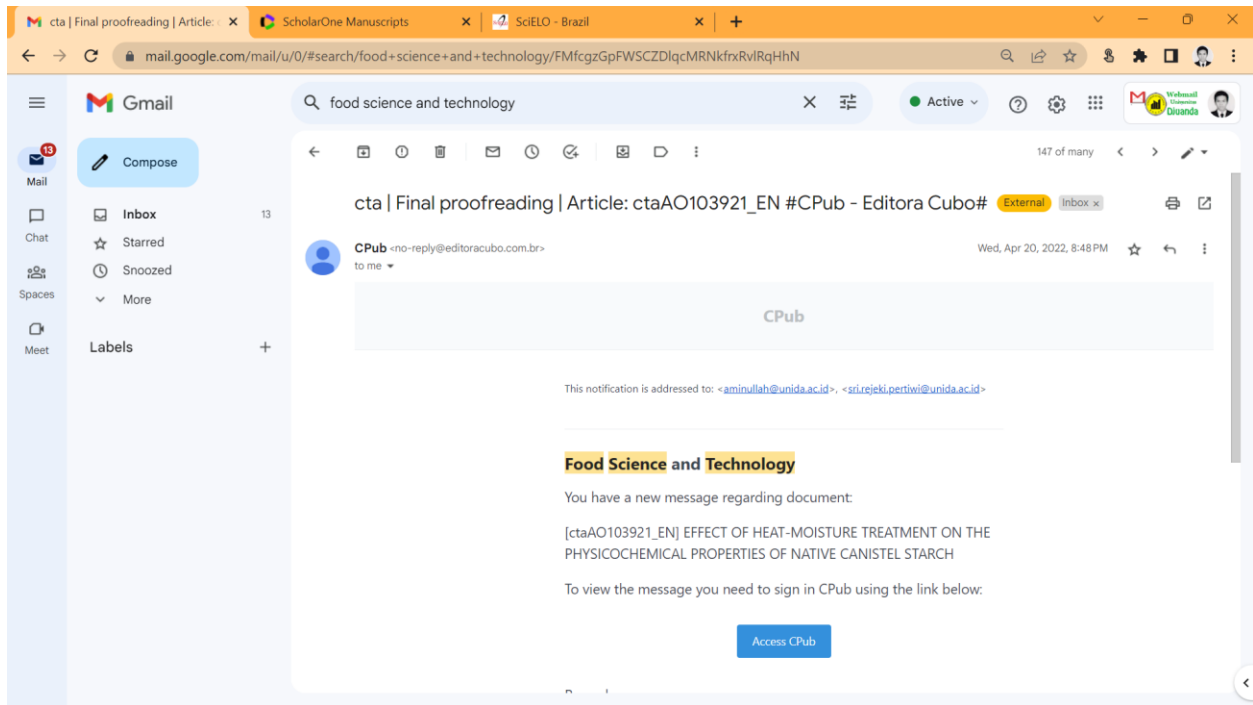 cta | Final proofreading | Article: c
ScholarOne Manuscripts
SciELO - Brazil
mail.google.com/mail/u/0/#search/food+science+and+technology/FMfcgzGpFWSCZDlqcMRNkfrxRvlRqHhN
Gmail
food science and technology
Active
Webmail
Universitas
Djuanda
13
Mail
Chat
Spaces
Meet
Compose
Inbox 13
Starred
Snoozed
More
Labels
147 of many
cta | Final proofreading | Article: ctaAO103921_EN #CPub - Editora Cubo# External Inbox x
CPub <no-reply@editoracubo.com.br> Wed, Apr 20, 2022, 8:48 PM
to me
CPub
This notification is addressed to: <aminullah@unida.ac.id>, <sri.rejeki.pertiwi@unida.ac.id>
Food Science and Technology
You have a new message regarding document:
[ctaAO103921_EN] EFFECT OF HEAT-MOISTURE TREATMENT ON THE
PHYSICOCHEMICAL PROPERTIES OF NATIVE CANISTEL STARCH
To view the message you need to sign in CPub using the link below:
Access CPub